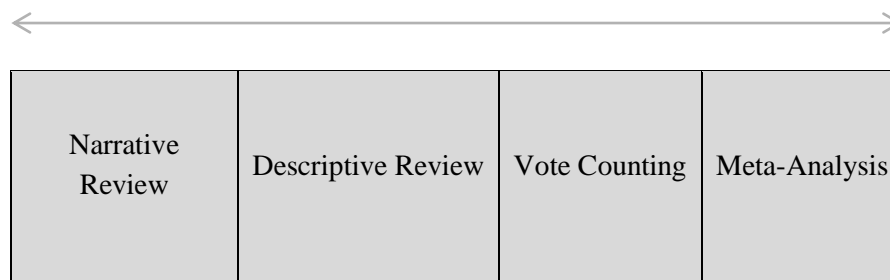 Narrative
Review
Descriptive Review
Vote Counting
Meta-Analysis